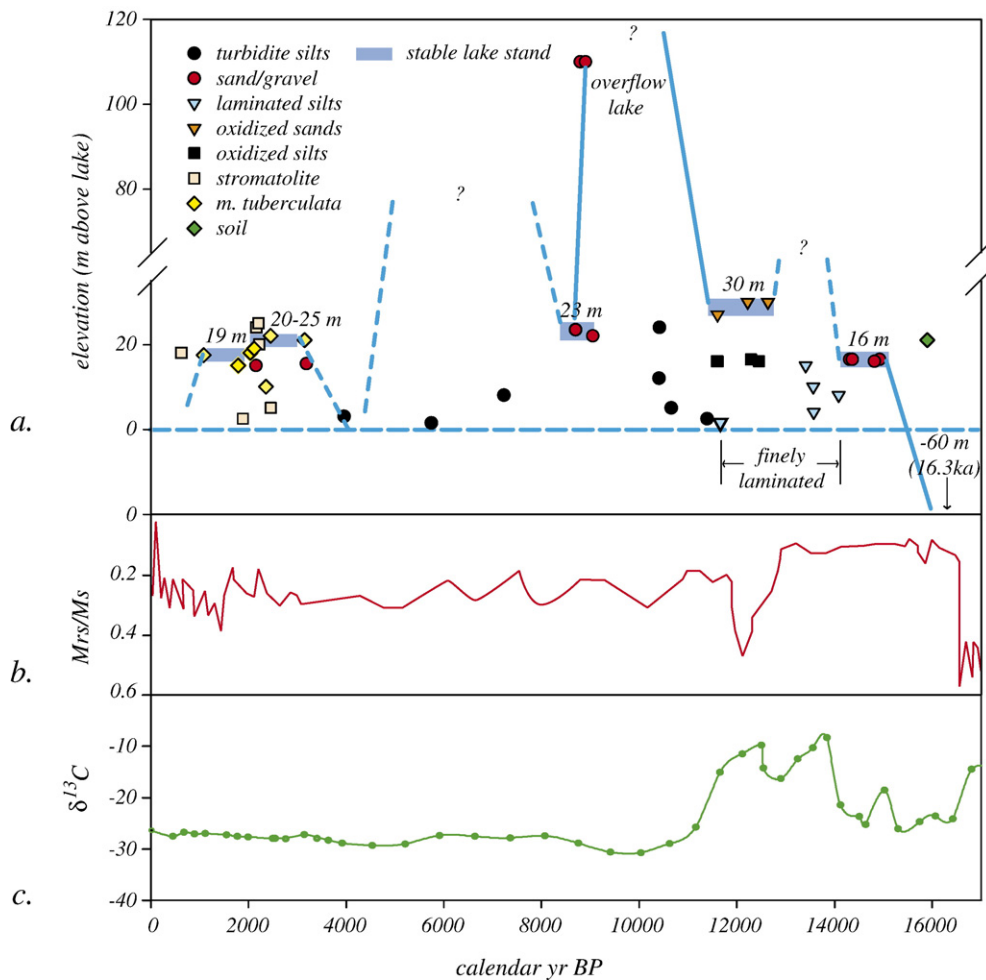 a.
120
100
80
20
0
0
elevation (m above lake)
turbidite silts
sand/gravel
laminated silts
oxidized sands
oxidized silts
stromatolite
m. tuberculata
soil
stable lake stand
?
overflow
lake
?
?
19 m
20-25 m
23 m
30 m
16 m
finely
laminated
-60 m
(16.3ka)
b.
0.2
0.4
0.6
Mrs/Ms
c.
-10
-20
-30
-40
δ¹³C
0
2000
4000
6000
8000
10000
12000
14000
16000
calendar yr BP